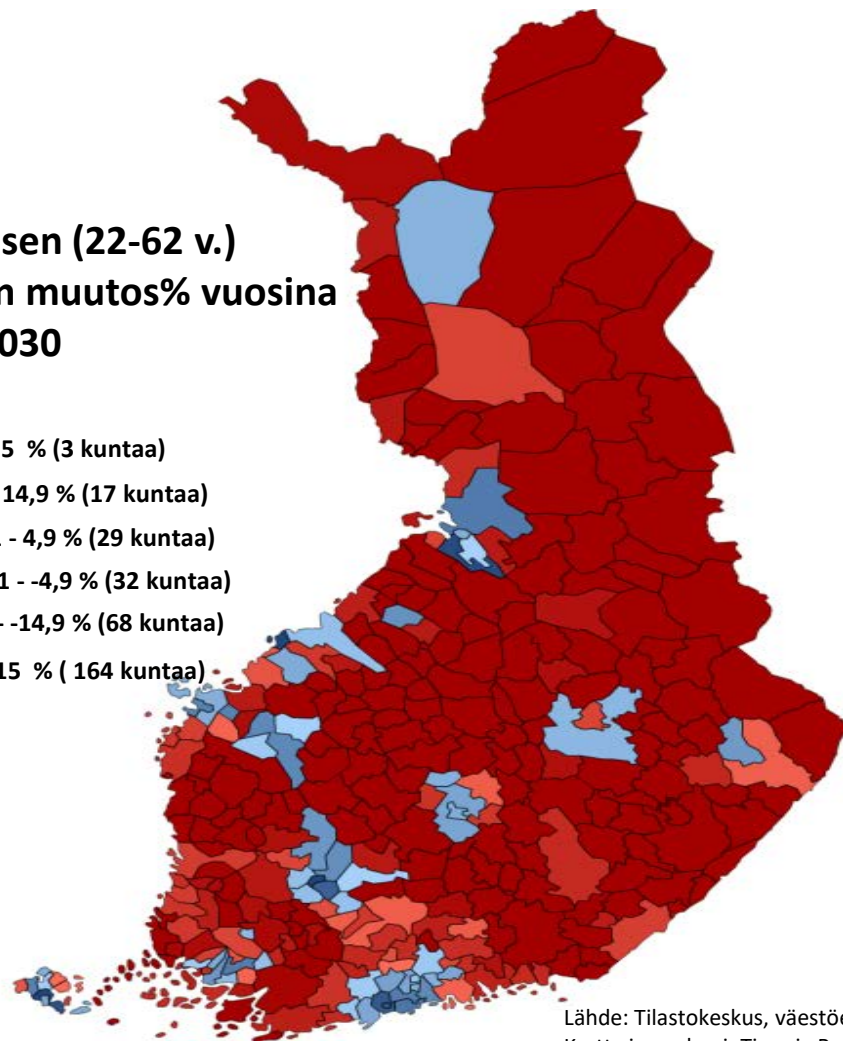 sen (22-62 v.)
n muutos% vuosina
030
5 % (3 kuntaa)
14,9 % (17 kuntaa)
- 4,9 % (29 kuntaa)
1 - -4,9 % (32 kuntaa)
- -14,9 % (68 kuntaa)
15 % ( 164 kuntaa)
Lähde: Tilastokeskus, väestöe